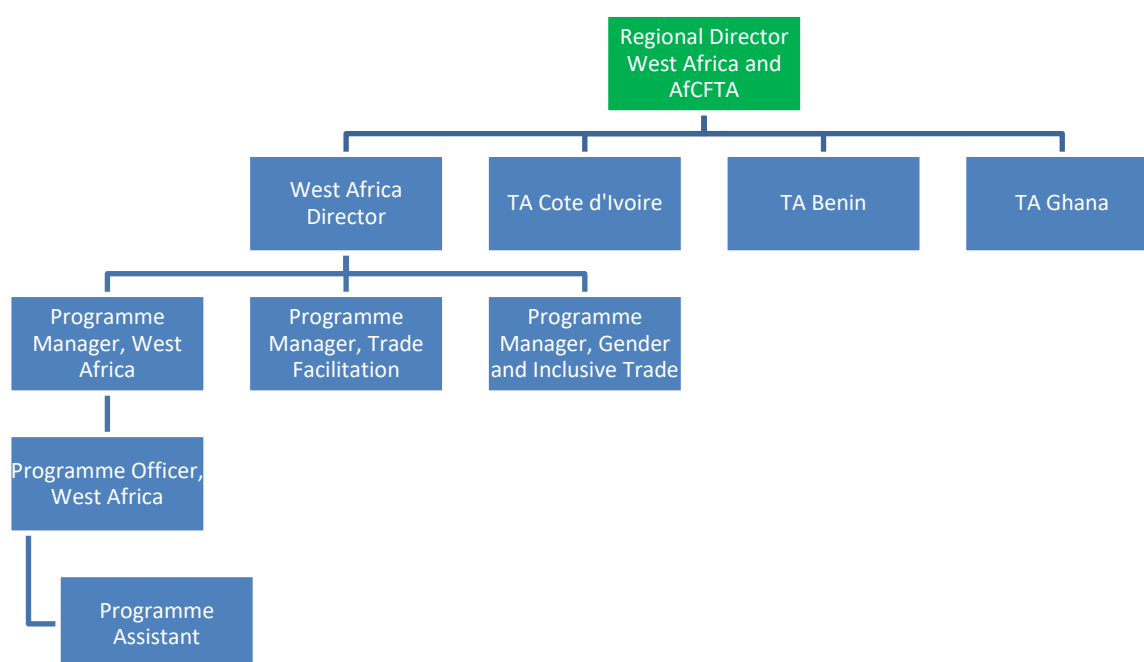 Regional Director
West Africa and
AfCFTA
West Africa
Director
TA Cote d'Ivoire
TA Benin
TA Ghana
Programme
Manager, West
Africa
Programme
Manager, Trade
Facilitation
Programme
Manager, Gender
and Inclusive Trade
Programme Officer,
West Africa
Programme
Assistant